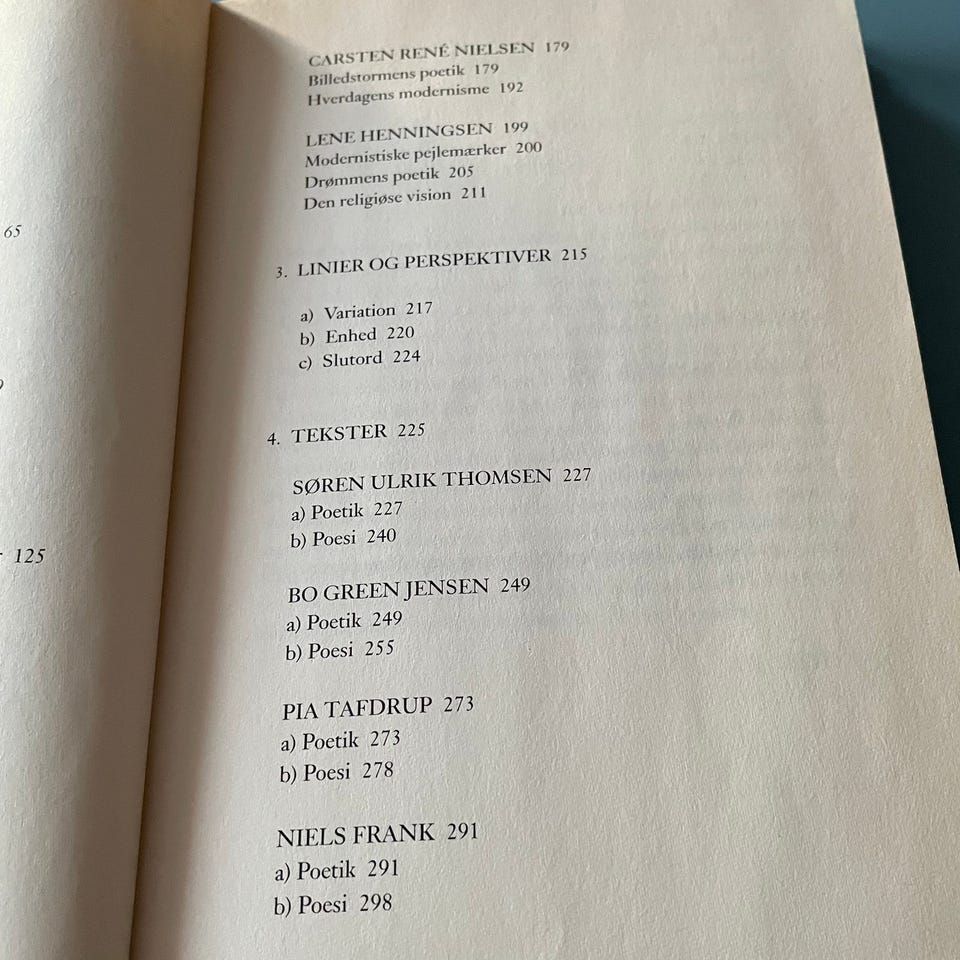 65
125
CARSTEN RENÉ NIELSEN 179
Billedstormens poetik 179
Hverdagens modernisme 192
LENE HENNINGSEN 199
Modernistiske pejlemærker 200
Drømmens poetik 205
Den religiøse vision 211
3. LINIER OG PERSPEKTIVER 215
a) Variation 217
b) Enhed 220
c) Slutord 224
4. TEKSTER 225
SØREN ULRIK THOMSEN 227
a) Poetik 227
b) Poesi 240
BO GREEN JENSEN 249
a) Poetik 249
b) Poesi 255
PIA TAFDRUP 273
a) Poetik 273
b) Poesi 278
NIELS FRANK 291
a) Poetik 291
b) Poesi 298